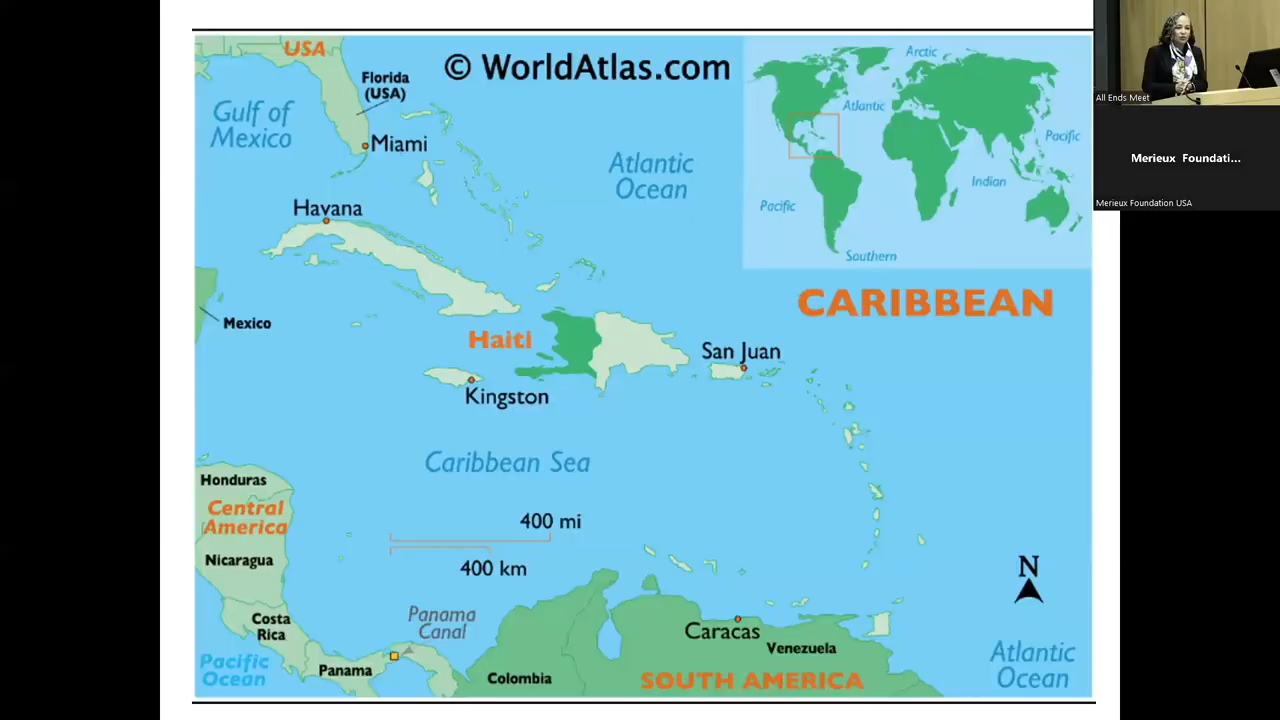 USA
© WorldAtlas.com
Florida
(USA)
Gulf of
Mexico
Miami
Atlantic
Ocean
Havana
Mexico
Haiti
Kingston
San Juan
CARIBBEAN
Arctic
Atlantic
Pacific
Indian
Pacific
Southern
Caribbean Sea
Honduras
Central
America
Nicaragua
400 mi
400 km
Costa
Rica
Panama
Canal
Pacific
Ocean
Panama
Colombia
Caracas
Venezuela
SOUTH AMERICA
N
Atlantic
Ocean
All Ends Meet
Merieux Foundati...
Merieux Foundation USA